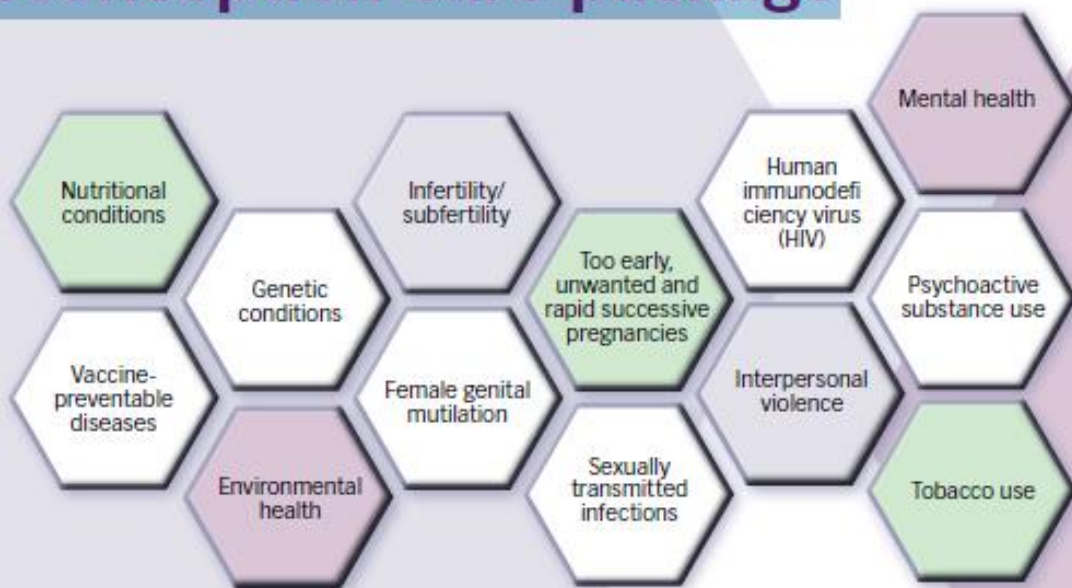 Nutritional
conditions
Vaccine-
preventable
diseases
Genetic
conditions
Environmental
health
Infertility/
subfertility
Female genital
mutilation
Too early,
unwanted and
rapid successive
pregnancies
Sexually
transmitted
infections
Human
immunodefi
ciency virus
(HIV)
Interpersonal
violence
Mental health
Psychoactive
substance use
Tobacco use